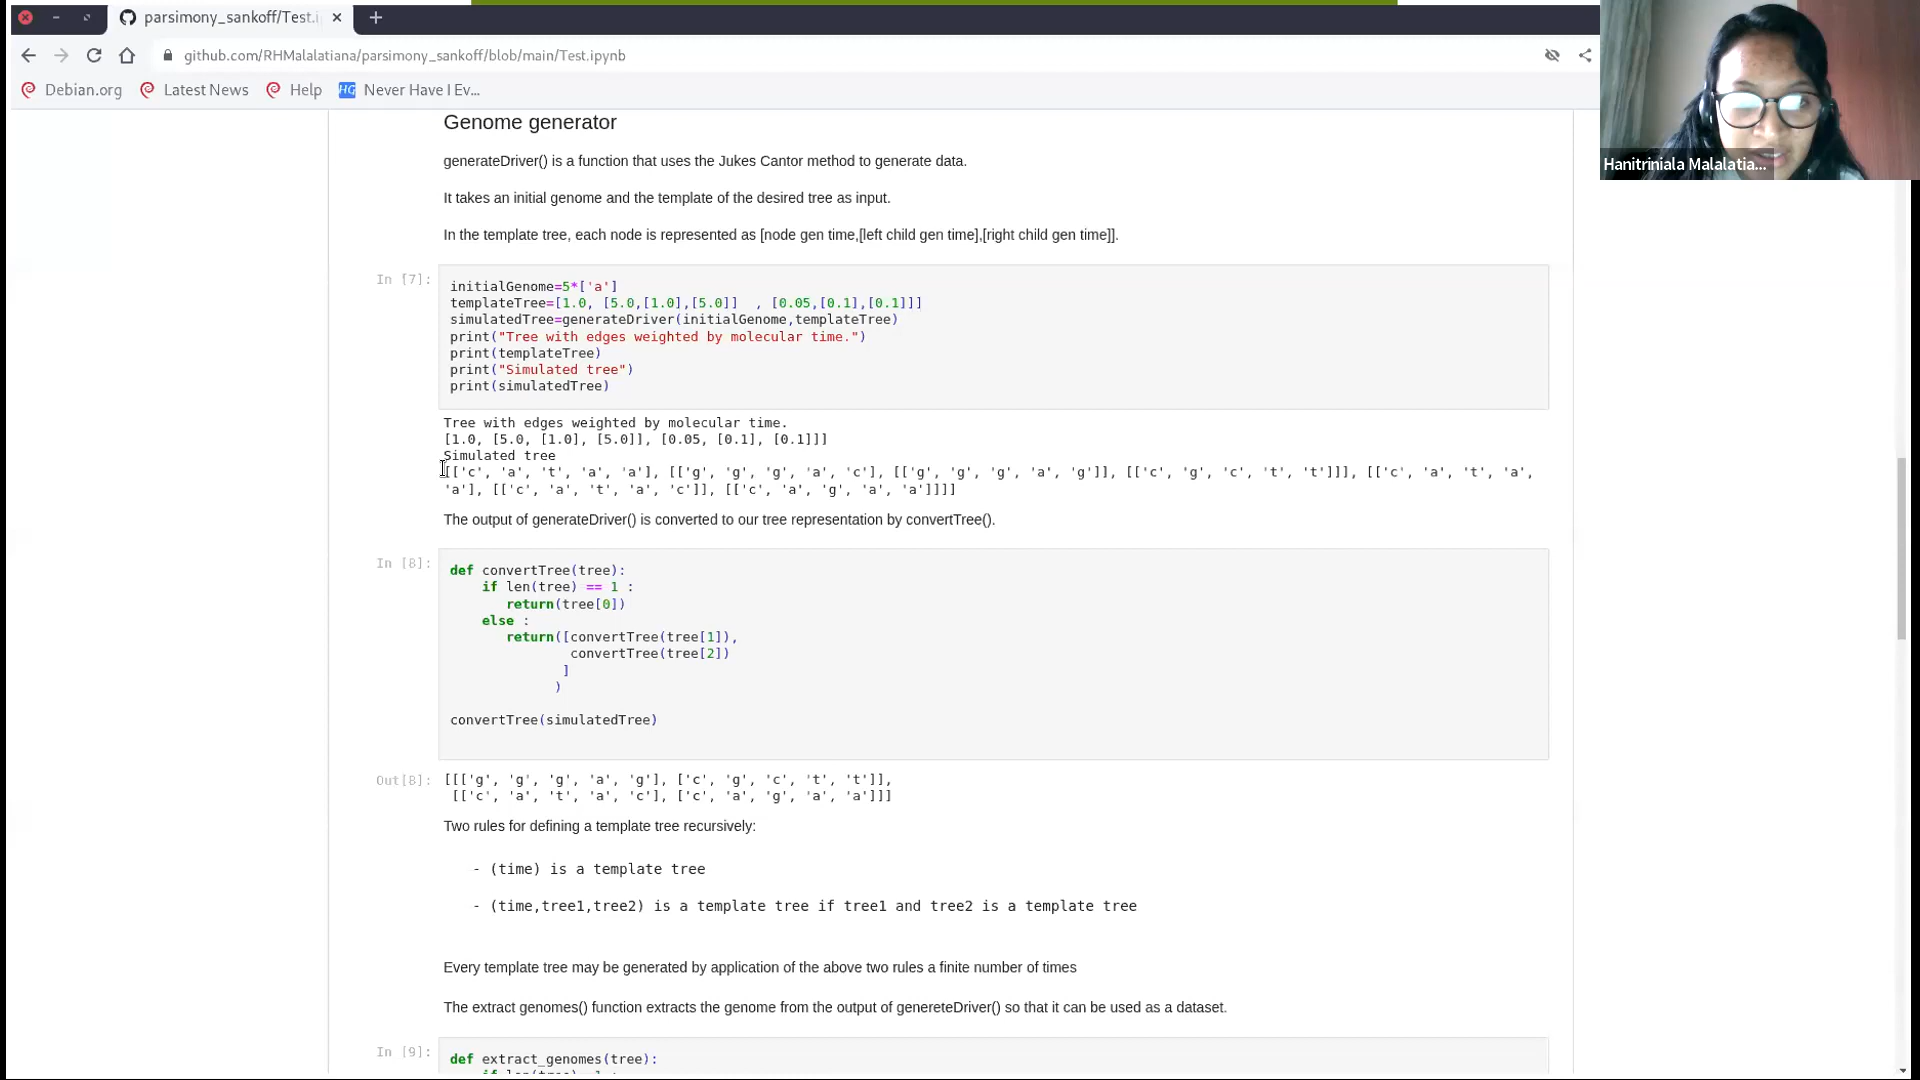 parsimony_sankoff/Test.i
github.com/RHMalalatiana/parsimony_sankoff/blob/main/Test.ipynb
Debian.org
Latest News
Help
HG
Never Have I Ev...
Hanitriniala Malalatia...
Genome generator
generateDriver() is a function that uses the Jukes Cantor method to generate data.
It takes an initial genome and the template of the desired tree as input.
In the template tree, each node is represented as [node gen time,[left child gen time],[right child gen time]].
In [7]:
initialGenome=5*['a']
templateTree=[1.0, [5.0,[1.0],[5.0]]  , [0.05,[0.1],[0.1]]]
simulatedTree=generateDriver(initialGenome,templateTree)
print("Tree with edges weighted by molecular time.")
print(templateTree)
print("Simulated tree")
print(simulatedTree)
Tree with edges weighted by molecular time.
[1.0, [5.0, [1.0], [5.0]], [0.05, [0.1], [0.1]]]
Simulated tree
[['c', 'a', 't', 'a', 'a'], [['g', 'g', 'g', 'a', 'c'], [['g', 'g', 'g', 'a', 'g']], [['c', 'g', 'c', 't', 't']]], [['c', 'a', 't', 'a',
'a'], [['c', 'a', 't', 'a', 'c']], [['c', 'a', 'g', 'a', 'a']]]]
The output of generateDriver() is converted to our tree representation by convertTree().
In [8]:
def convertTree(tree):
    if len(tree) == 1 :
       return(tree[0])
    else :
       return([convertTree(tree[1]),
               convertTree(tree[2])
              ]
             )
convertTree(simulatedTree)
Out[8]:
[[['g', 'g', 'g', 'a', 'g'], ['c', 'g', 'c', 't', 't']],
 [['c', 'a', 't', 'a', 'c'], ['c', 'a', 'g', 'a', 'a']]]
Two rules for defining a template tree recursively:
- (time) is a template tree
- (time,tree1,tree2) is a template tree if tree1 and tree2 is a template tree
Every template tree may be generated by application of the above two rules a finite number of times
The extract genomes() function extracts the genome from the output of genereteDriver() so that it can be used as a dataset.
In [9]:
def extract_genomes(tree):